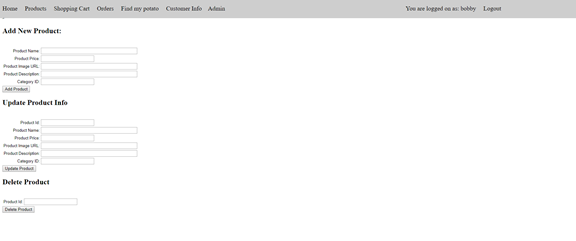 Home Products Shopping Cart Orders Find my potato Customer Info Admin You are logged on as: bobby Logout
Add New Product:
Product Name:
Product Price:
Product Image URL:
Product Description:
Category ID:
Add Product
Update Product Info
Product Id:
Product Name:
Product Price:
Product Image URL:
Product Description:
Category ID:
Update Product
Delete Product
Product Id:
Delete Product